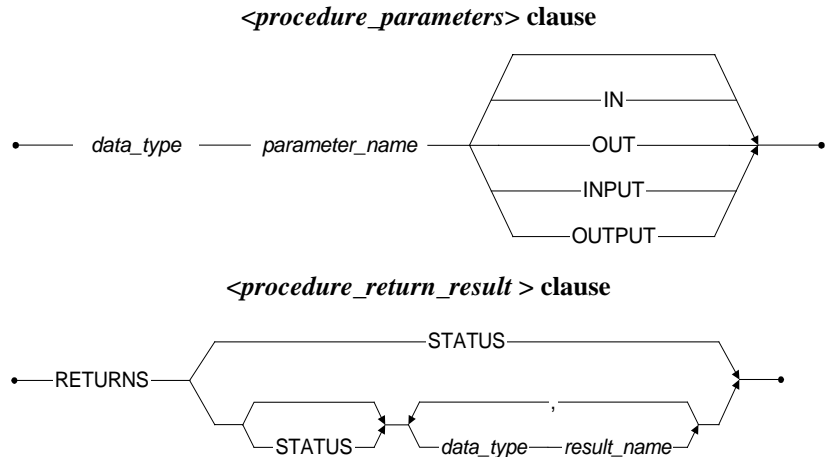 <procedure_parameters> clause
IN
data_type parameter_name OUT
INPUT
OUTPUT
<procedure_return_result > clause
STATUS
RETURNS
,
STATUS data_type result_name